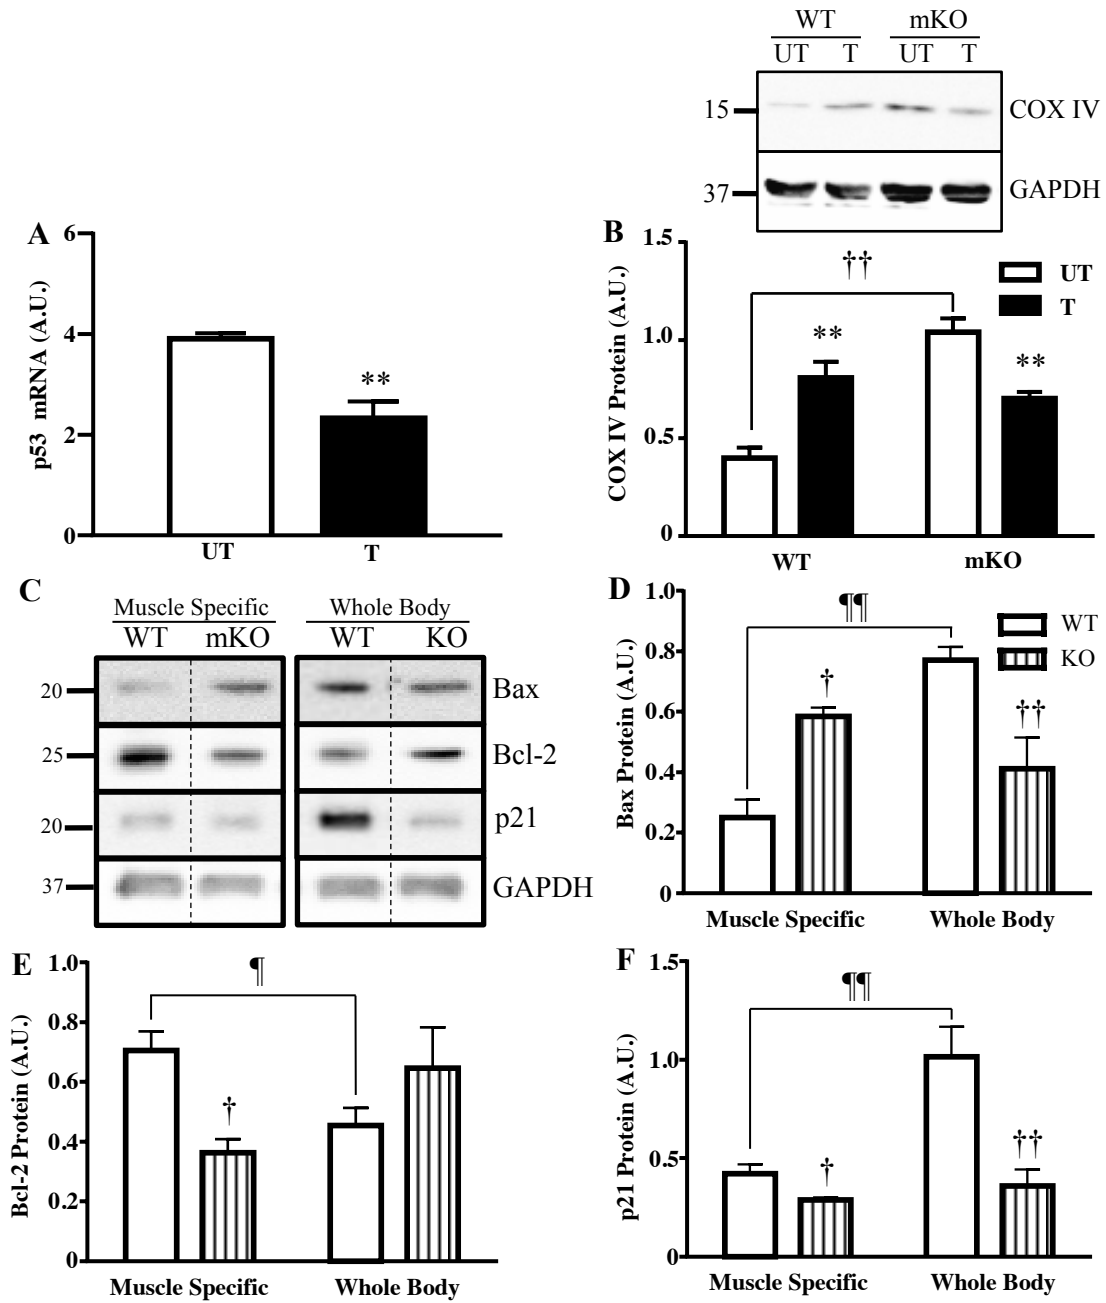 WT mKO
UT T UT T
15 COX IV
37 GAPDH
A
6
4
2
0
p53 mRNA (A.U.)
**
UT T
B
1.5
1.0
0.5
0
COX IV Protein (A.U.)
††
**
**
UT
T
WT mKO
C
Muscle Specific Whole Body
WT mKO WT KO
20 Bax
25 Bcl-2
20 p21
37 GAPDH
D
1.0
0.8
0.6
0.4
0.2
0
Bax Protein (A.U.)
¶¶
†
††
WT
KO
Muscle Specific Whole Body
E
1.0
0.8
0.6
0.4
0.2
0
Bcl-2 Protein (A.U.)
¶
†
Muscle Specific Whole Body
F
1.5
1.0
0.5
0
p21 Protein (A.U.)
¶¶
†
††
Muscle Specific Whole Body